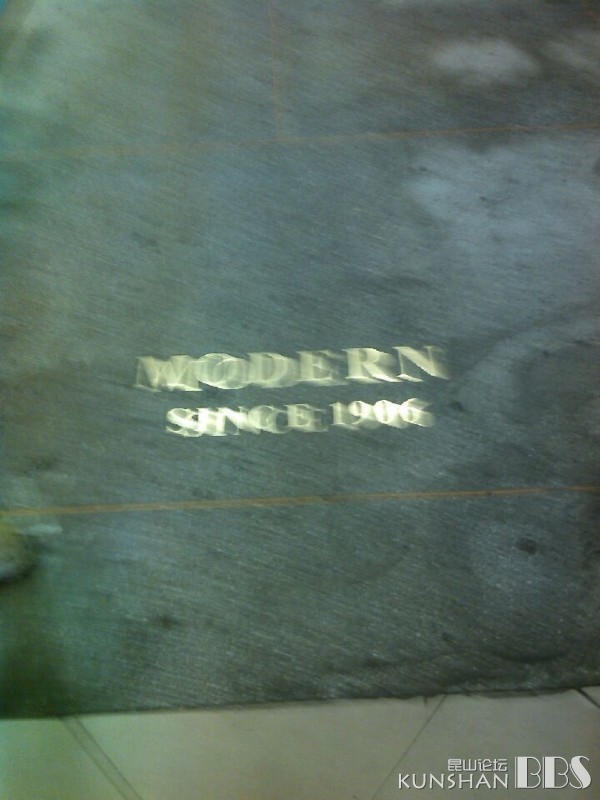 MODERN
SINCE 1906
昆山论坛
KUNSHAN BBS